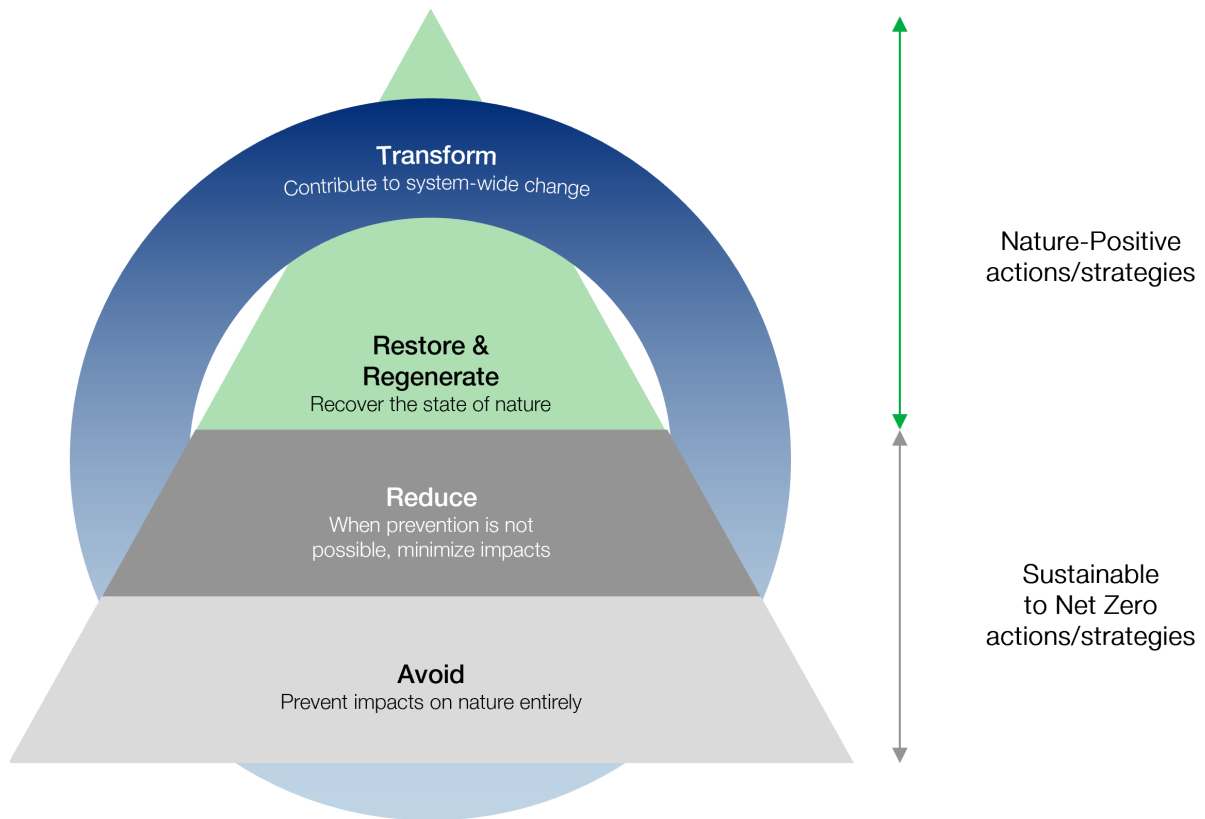 Transform
Contribute to system-wide change
Nature-Positive
actions/strategies
Restore &
Regenerate
Recover the state of nature
Reduce
When prevention is not
possible, minimize impacts
Sustainable
to Net Zero
actions/strategies
Avoid
Prevent impacts on nature entirely